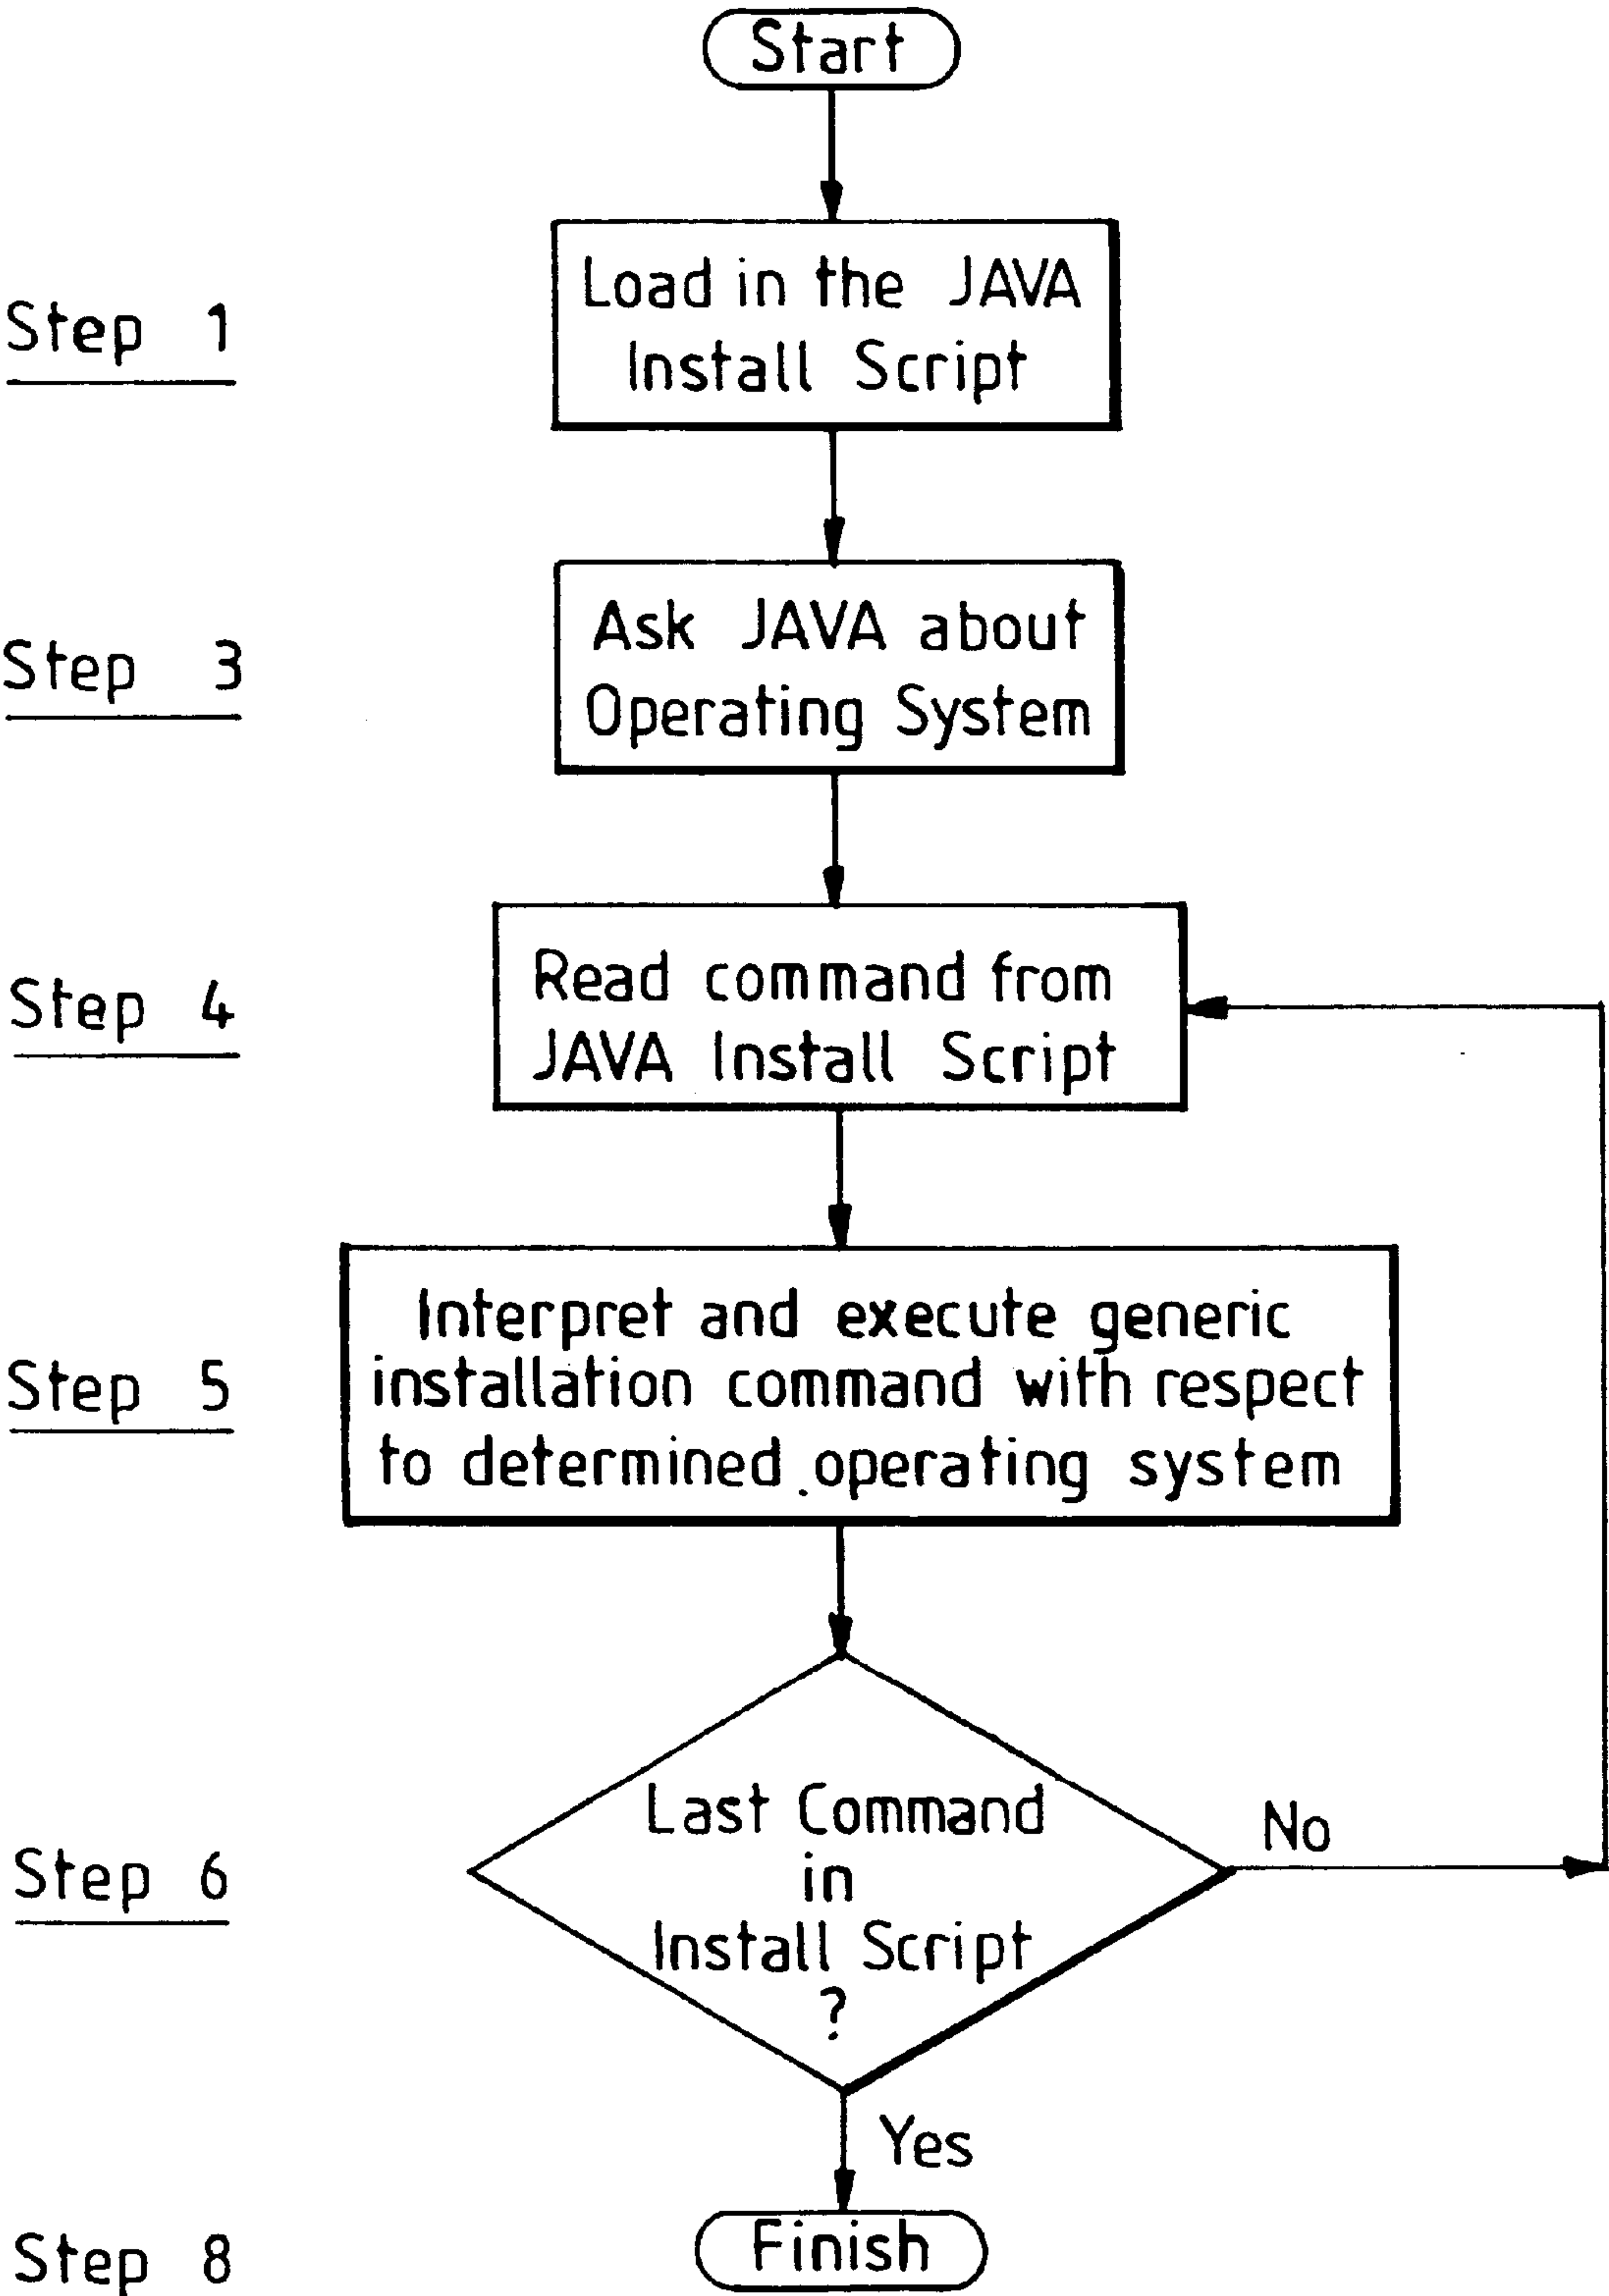 Start
Step 1
Load in the JAVA
Install Script
Step 3
Ask JAVA about
Operating System
Step 4
Read command from
JAVA Install Script
Step 5
Interpret and execute generic
installation command with respect
to determined operating system
Step 6
Last Command
in
Install Script
?
No
Yes
Step 8
Finish